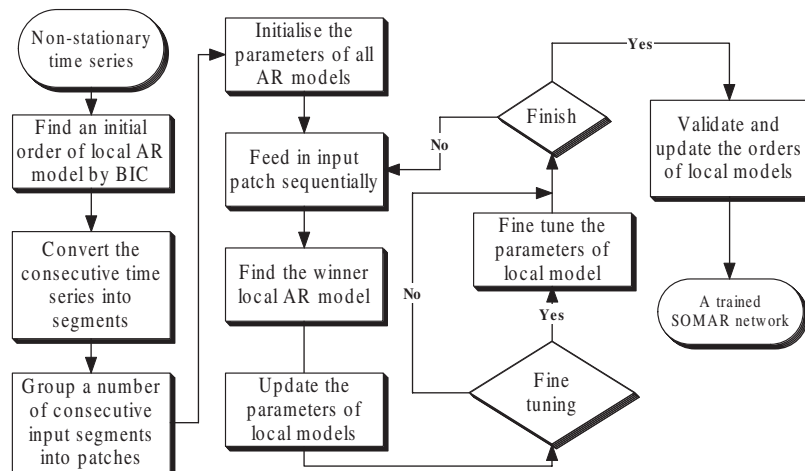 Non-stationary
time series
Find an initial
order of local AR
model by BIC
Convert the
consecutive time
series into
segments
Group a number
of consecutive
input segments
into patches
Initialise the
parameters of all
AR models
Feed in input
patch sequentially
Find the winner
local AR model
Update the
parameters of
local models
Fine
tuning
Yes
No
Fine tune the
parameters of
local model
Finish
No
Yes
Validate and
update the orders
of local models
A trained
SOMAR network